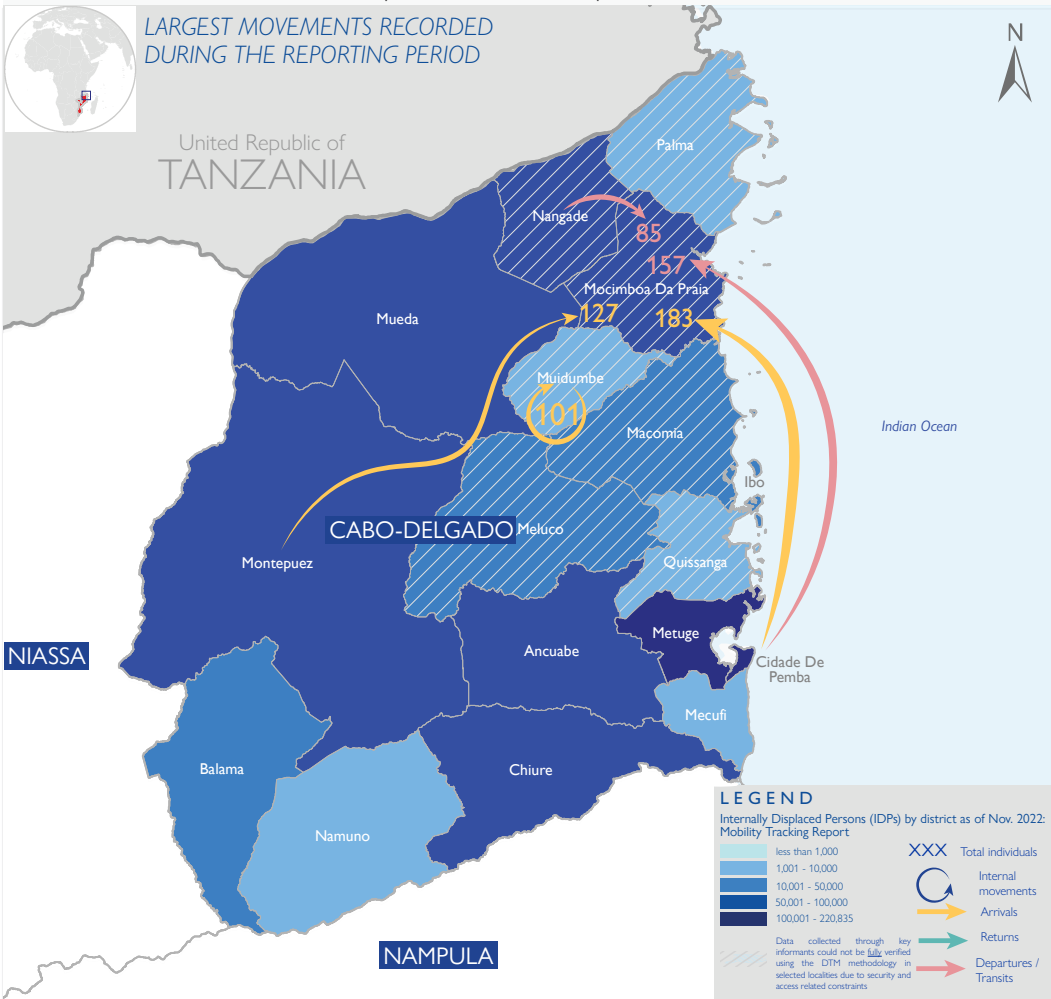 LARGEST MOVEMENTS RECORDED
DURING THE REPORTING PERIOD
N
United Republic of
TANZANIA
Palma
Nangade
85
157
Mocimboa Da Praia
127
183
Mueda
Muidumbe
101
Macomia
Indian Ocean
Ibo
CABO-DELGADO
Meluco
Montepuez
Quissanga
Metuge
NIASSA
Ancuabe
Cidade De
Pemba
Mecufi
Balama
Chiure
Namuno
NAMPULA
LEGEND
Internally Displaced Persons (IDPs) by district as of Nov. 2022:
Mobility Tracking Report
less than 1,000
1,001 - 10,000
10,001 - 50,000
50,001 - 100,000
100,001 - 220,835
Data collected through key
informants could not be fully verified
using the DTM methodology in
selected localities due to security and
access related constraints
XXX Total individuals
Internal
movements
Arrivals
Returns
Departures /
Transits